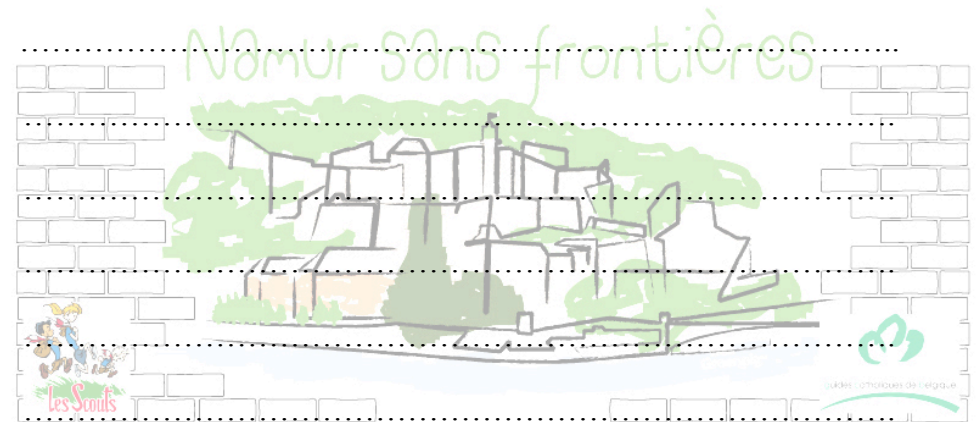 Namur sans frontières
Les Scouts
guides catholiques de belgique